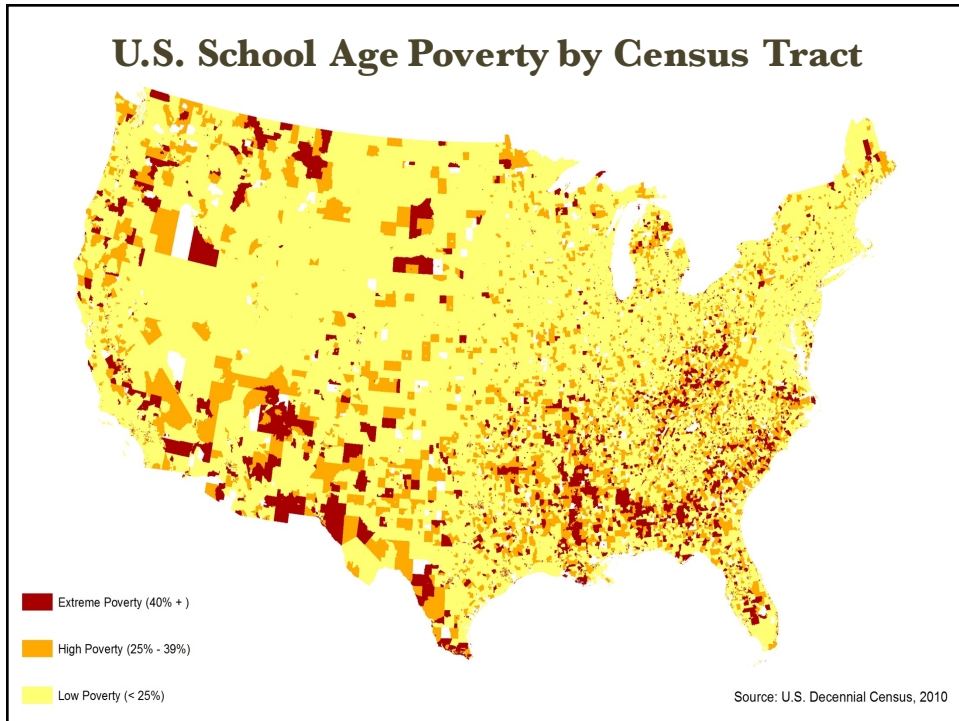 U.S. School Age Poverty by Census Tract
Extreme Poverty (40% + )
High Poverty (25% - 39%)
Low Poverty (< 25%)
Source: U.S. Decennial Census, 2010